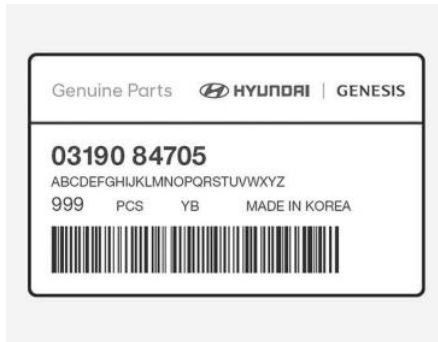 Genuine Parts HYUNDAI | GENESIS
03190 84705
ABCDEFGHIJKLMNOPQRSTUVWXYZ
999 PCS YB MADE IN KOREA